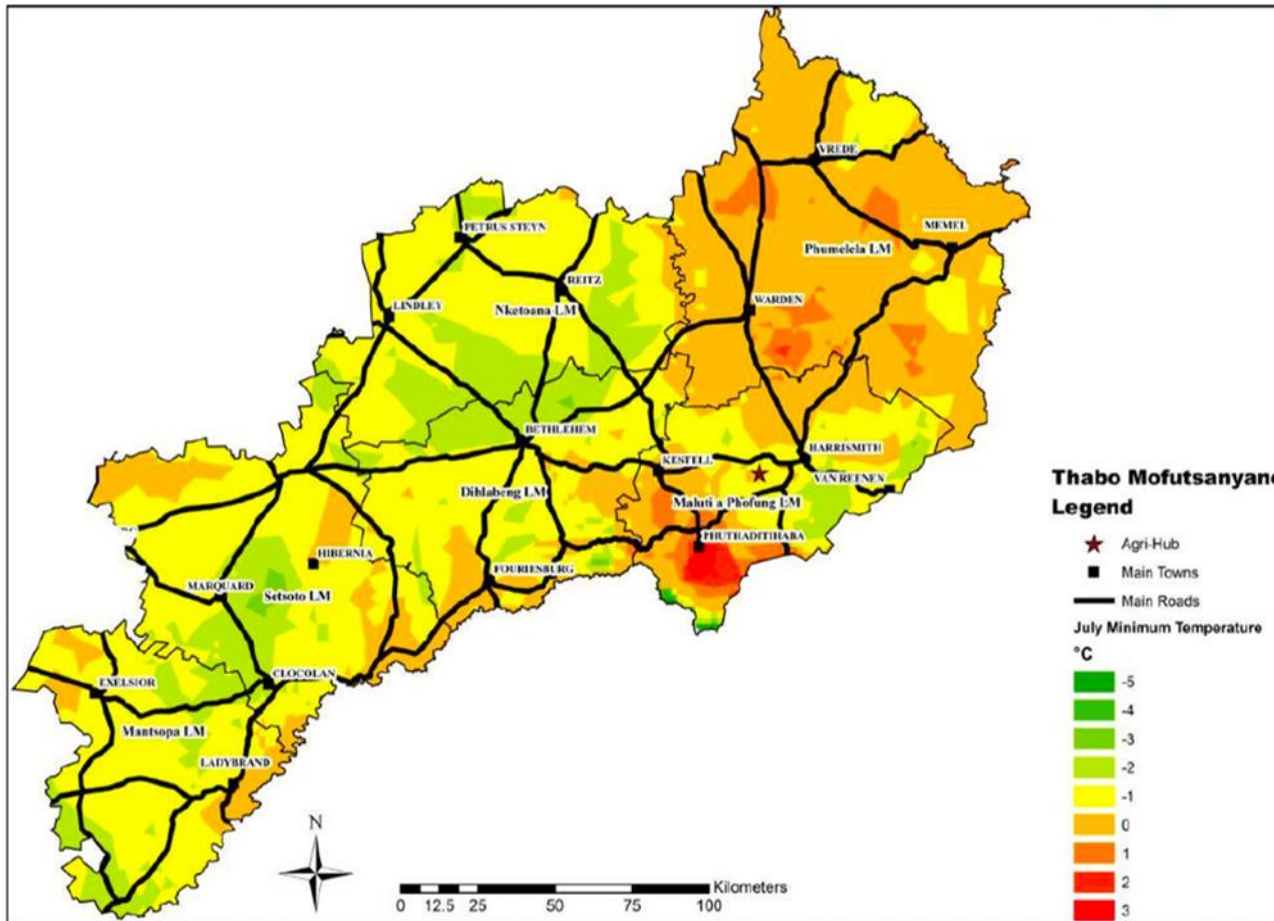 VREDE
MEMEL
Phumelela LM
PETRUS STEYN
REITZ
WARDEN
LINDLEY
Nketoana LM
BETHLEHEM
HARRISMITH
KESTELL
VAN REENEN
Dihlabeng LM
Maluti a Phofung LM
PHUTHADITJHABA
HIBERNIA
FOURIESBURG
MARQUARD
Setsoto LM
CLOCOLAN
EXELSIOR
Mantsopa LM
LADYBRAND
N
Kilometers
0 12.5 25 50 75 100
Thabo Mofutsanyane
Legend
Agri-Hub
Main Towns
Main Roads
July Minimum Temperature
°C
-5
-4
-3
-2
-1
0
1
2
3